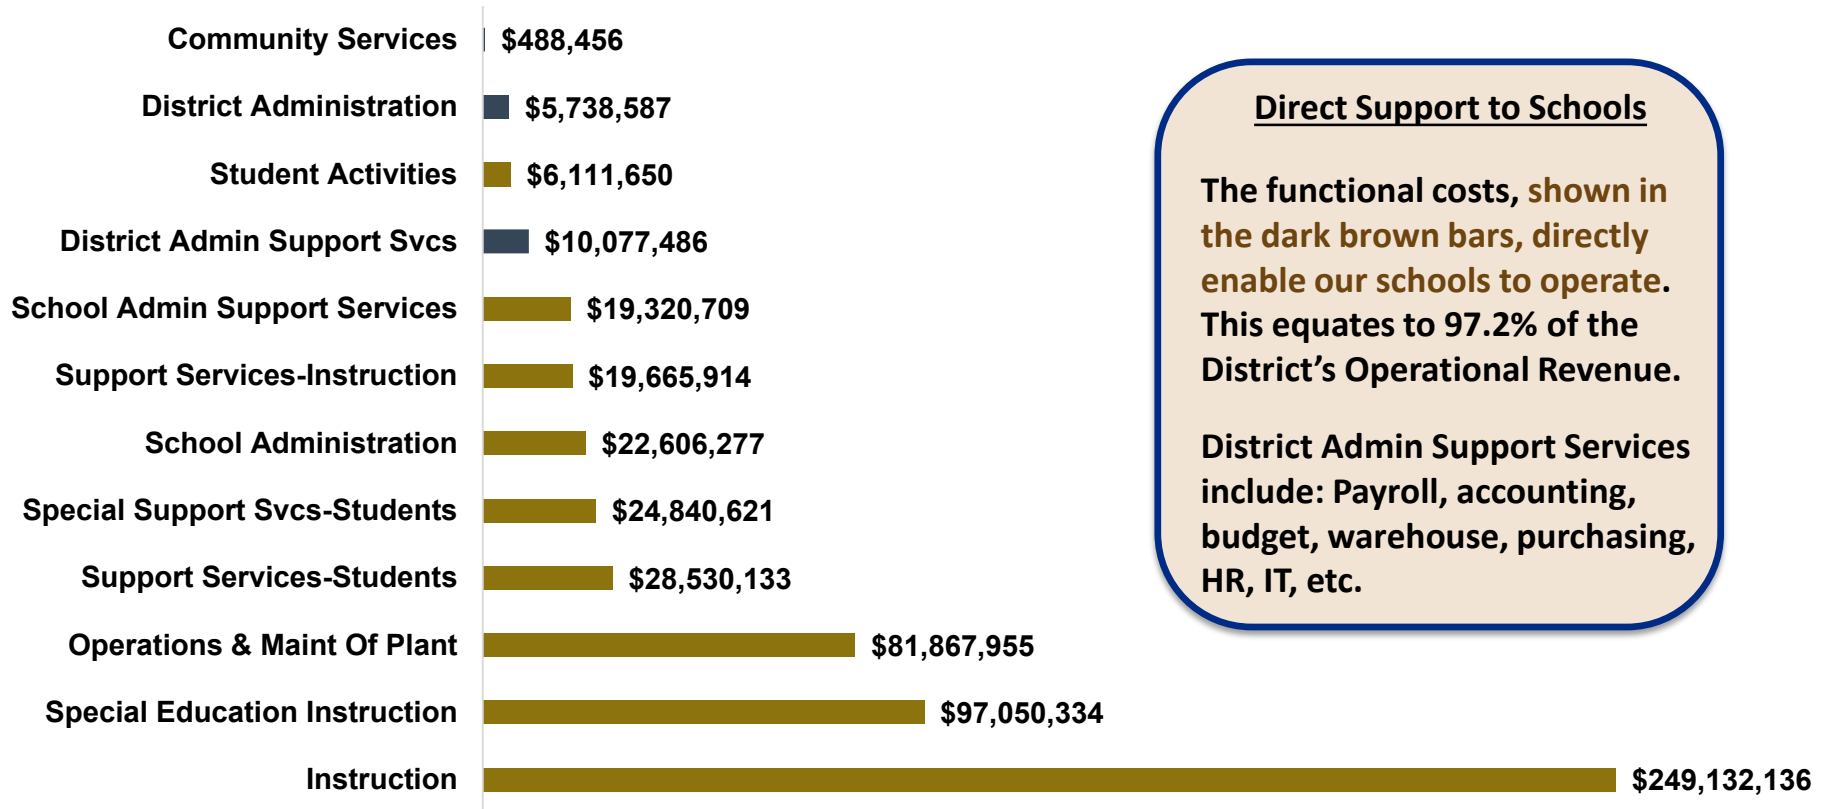 Community Services $488,456
District Administration $5,738,587
Student Activities $6,111,650
District Admin Support Svcs $10,077,486
School Admin Support Services $19,320,709
Support Services-Instruction $19,665,914
School Administration $22,606,277
Special Support Svcs-Students $24,840,621
Support Services-Students $28,530,133
Operations & Maint Of Plant $81,867,955
Special Education Instruction $97,050,334
Instruction $249,132,136
Direct Support to Schools
The functional costs, shown in
the dark brown bars, directly
enable our schools to operate.
This equates to 97.2% of the
District’s Operational Revenue.
District Admin Support Services
include: Payroll, accounting,
budget, warehouse, purchasing,
HR, IT, etc.